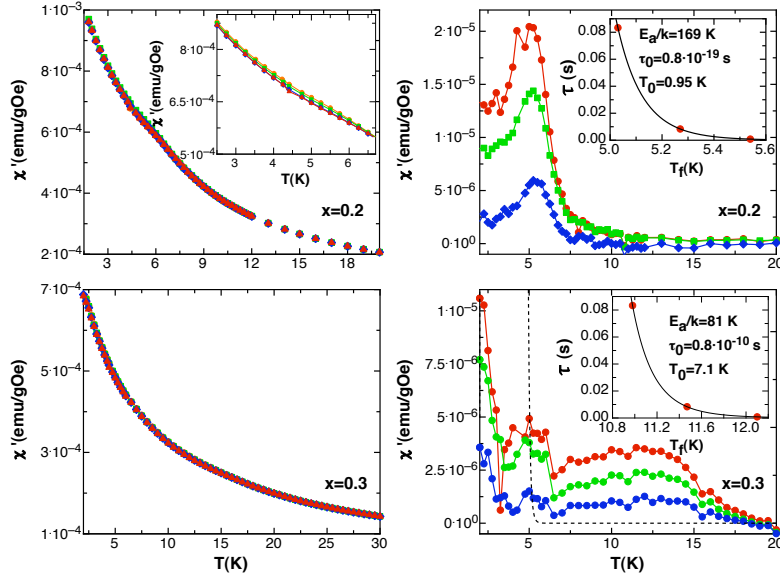 1·10⁻³
8·10⁻⁴
6·10⁻⁴
4·10⁻⁴
2·10⁻⁴
χ'(emu/gOe)
3 6 9 12 15 18
x=0.2
8·10⁻⁴
6.5·10⁻⁴
5·10⁻⁴
χ'(emu/gOe)
3 4 5 6
T(K)
2·10⁻⁵
1.5·10⁻⁵
1·10⁻⁵
5·10⁻⁶
0·10⁰
χ'(emu/gOe)
0 5 10 15 20
x=0.2
0.08
0.06
0.04
0.02
0.00
τ (s)
Eₐ/k=169 K
τ₀=0.8·10⁻¹⁹ s
T₀=0.95 K
5.0 5.2 5.4 5.6
T_f(K)
7·10⁻⁴
5·10⁻⁴
3·10⁻⁴
1·10⁻⁴
χ'(emu/gOe)
x=0.3
5 10 15 20 25 30
T(K)
1·10⁻⁵
7.5·10⁻⁶
5·10⁻⁶
2.5·10⁻⁶
0·10⁰
χ'(emu/gOe)
x=0.3
0 5 10 15 20
T(K)
0.08
0.06
0.04
0.02
0.00
τ (s)
Eₐ/k=81 K
τ₀=0.8·10⁻¹⁰ s
T₀=7.1 K
10.8 11.2 11.6 12.0
T_f(K)